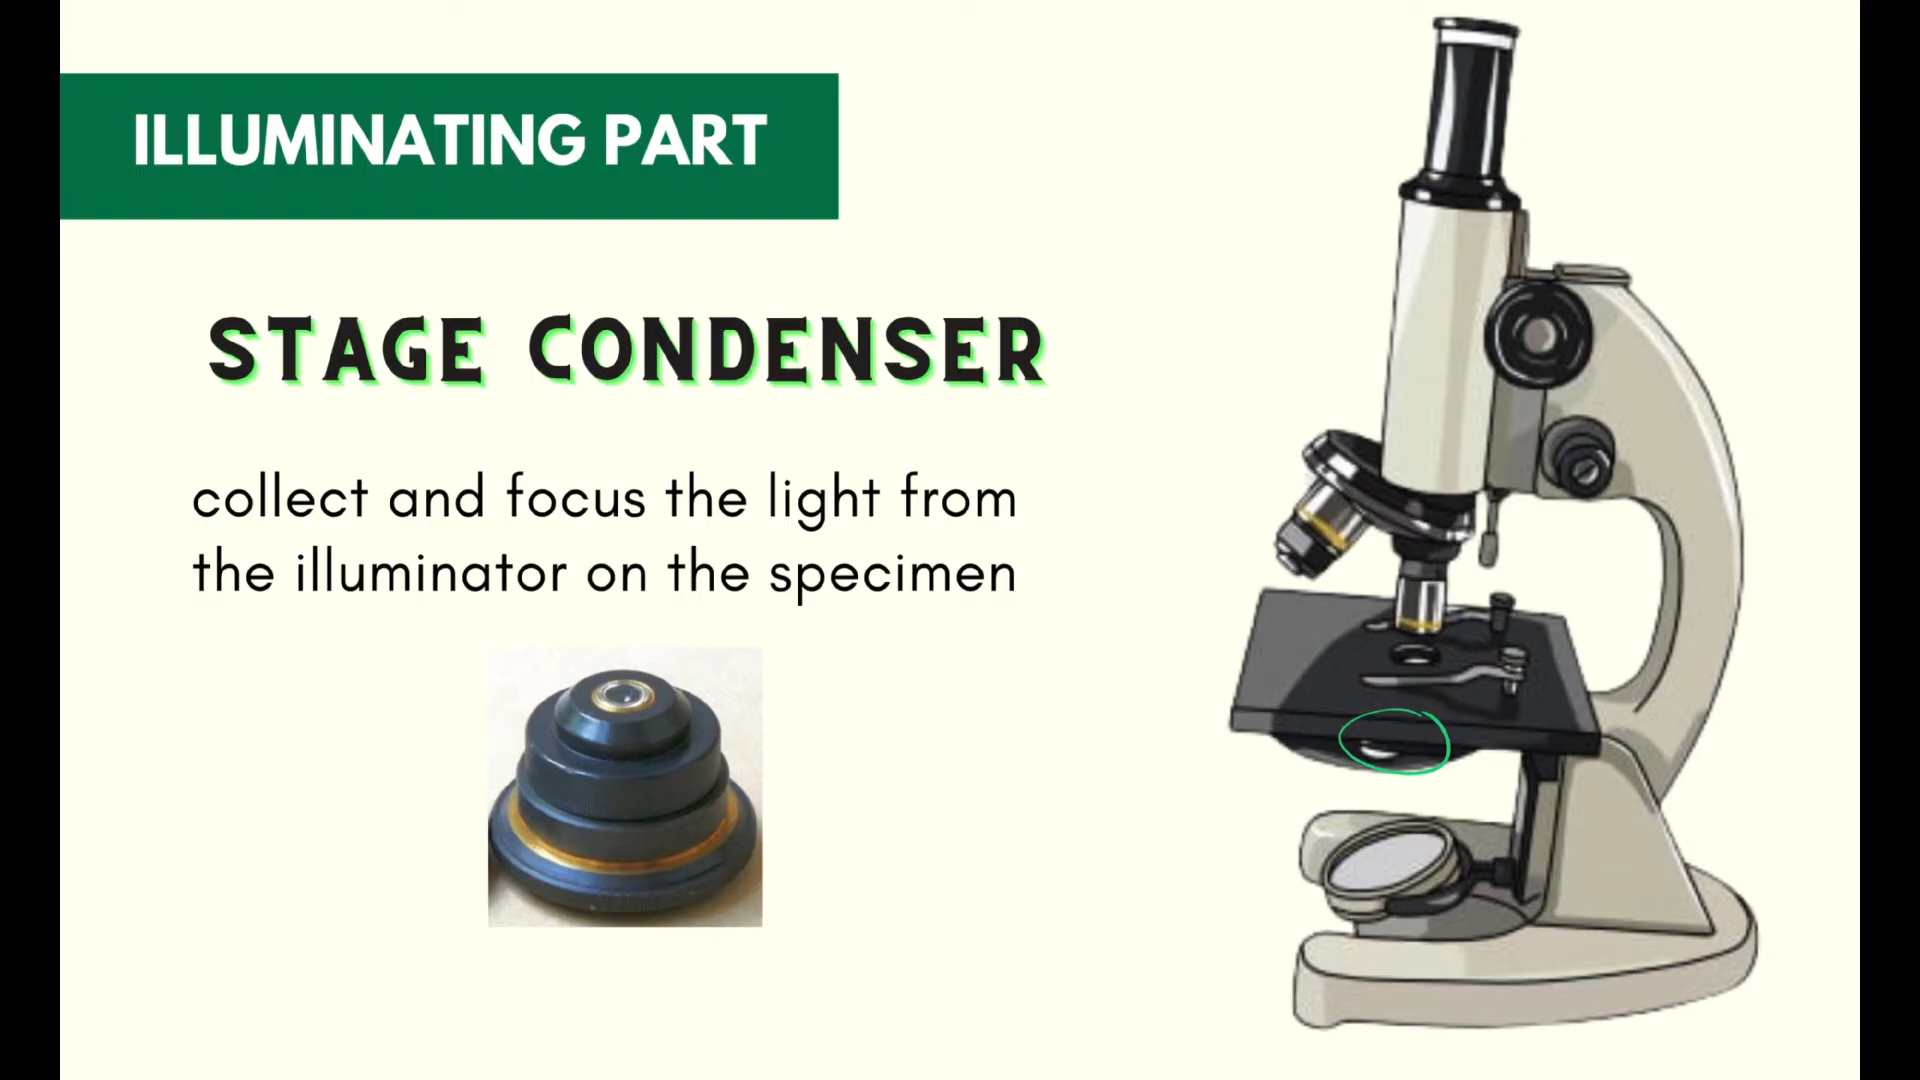 ILLUMINATING PART
STAGE CONDENSER
collect and focus the light from
the illuminator on the specimen